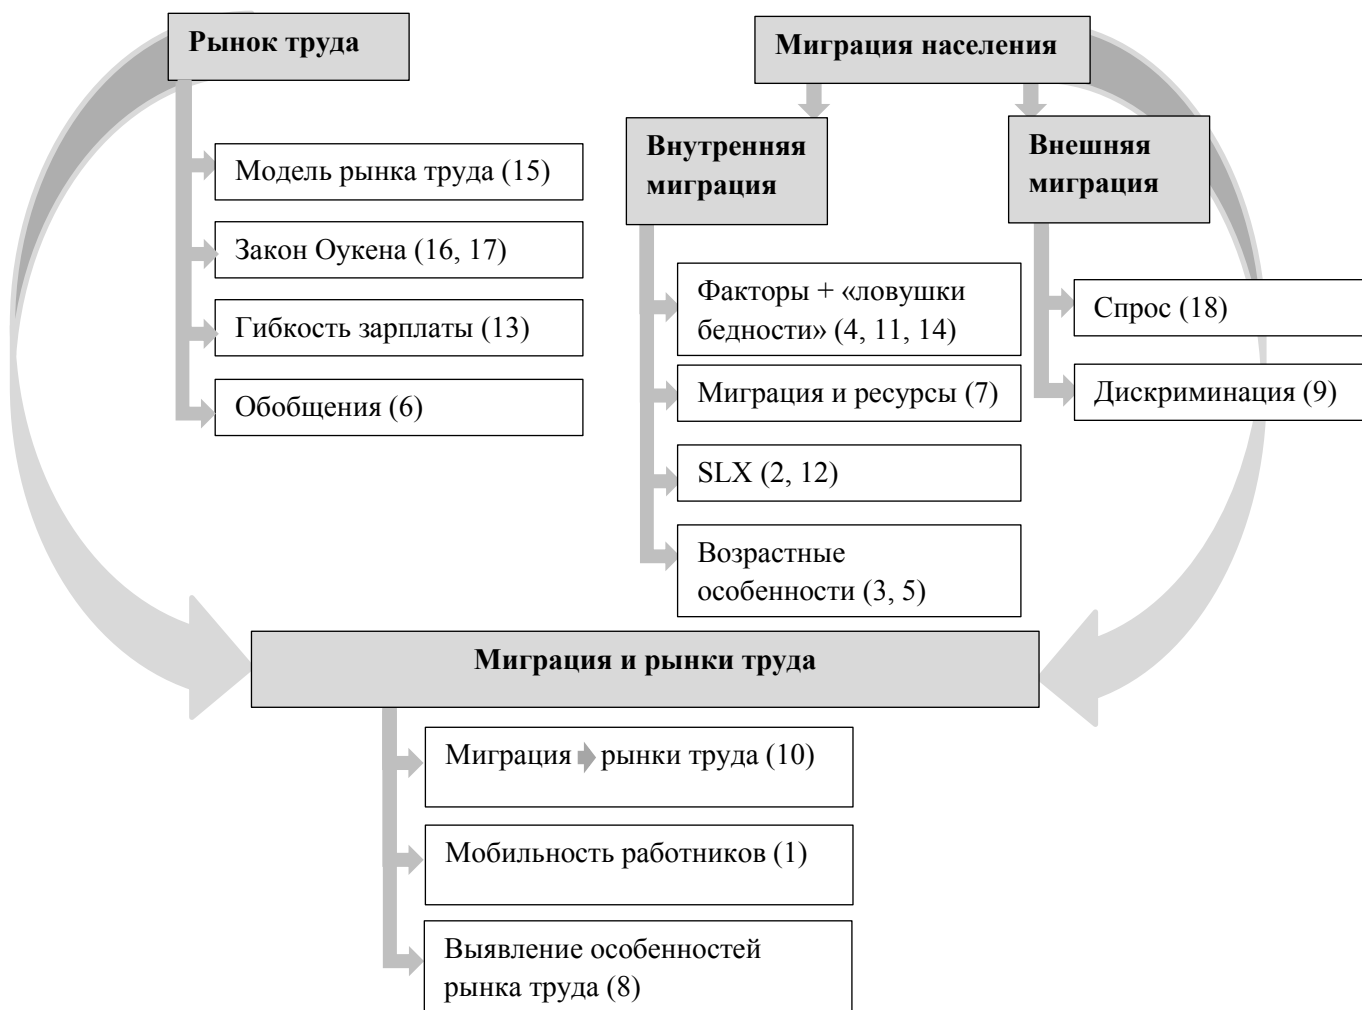 Рынок труда
Модель рынка труда (15)
Закон Оукена (16, 17)
Гибкость зарплаты (13)
Обобщения (6)
Миграция населения
Внутренняя
миграция
Факторы + «ловушки
бедности» (4, 11, 14)
Миграция и ресурсы (7)
SLX (2, 12)
Возрастные
особенности (3, 5)
Внешняя
миграция
Спрос (18)
Дискриминация (9)
Миграция и рынки труда
Миграция рынки труда (10)
Мобильность работников (1)
Выявление особенностей
рынка труда (8)